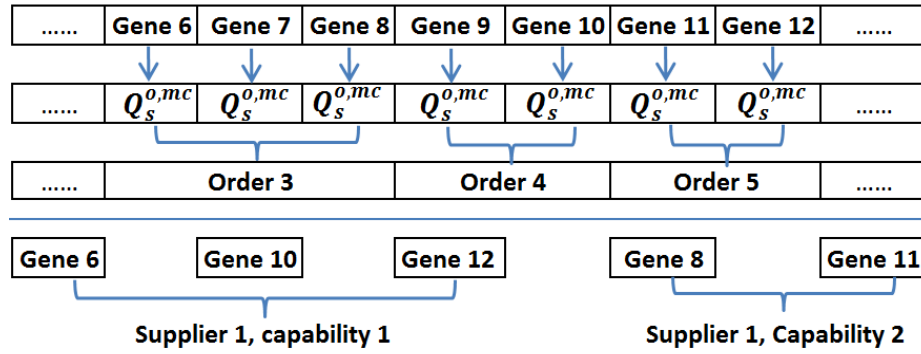 ...... Gene 6 Gene 7 Gene 8 Gene 9 Gene 10 Gene 11 Gene 12 ......
...... Q_s^{o,mc} Q_s^{o,mc} Q_s^{o,mc} Q_s^{o,mc} Q_s^{o,mc} Q_s^{o,mc} Q_s^{o,mc} ......
...... Order 3 Order 4 Order 5 ......
Gene 6 Gene 10 Gene 12 Gene 8 Gene 11
Supplier 1, capability 1 Supplier 1, Capability 2